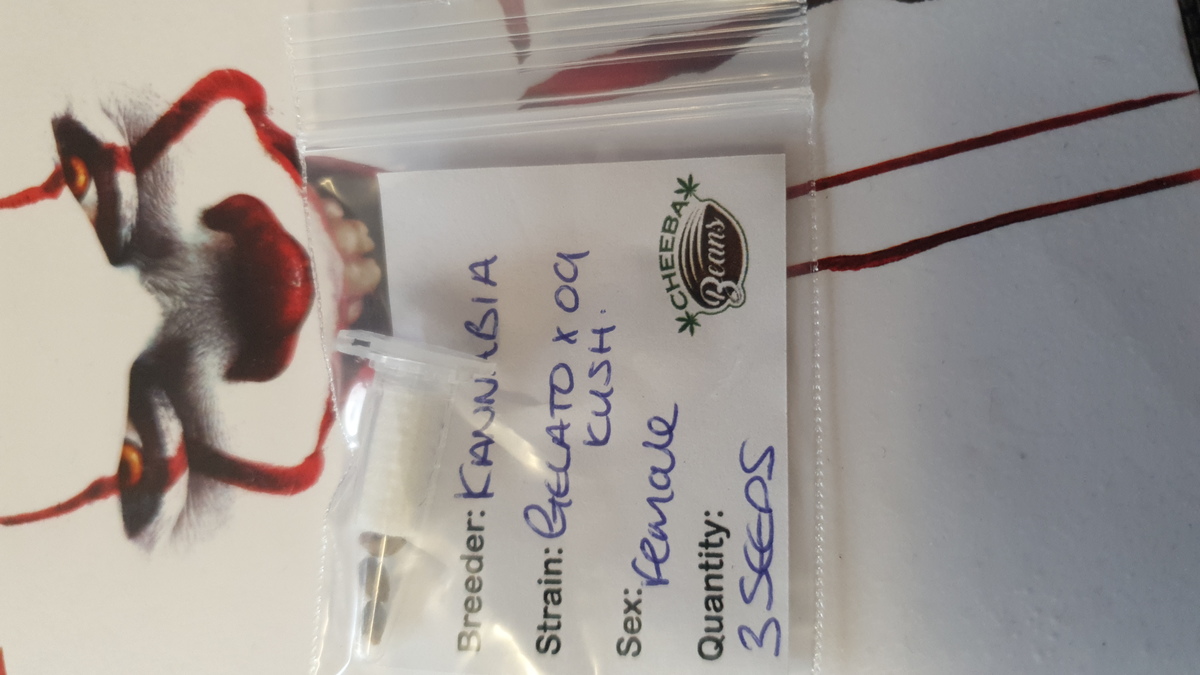 Breeder: KANNABIA
Strain: GELATO X OG
KUSH.
Sex: Female
Quantity:
3 SEEDS
CHEEBA
Beans